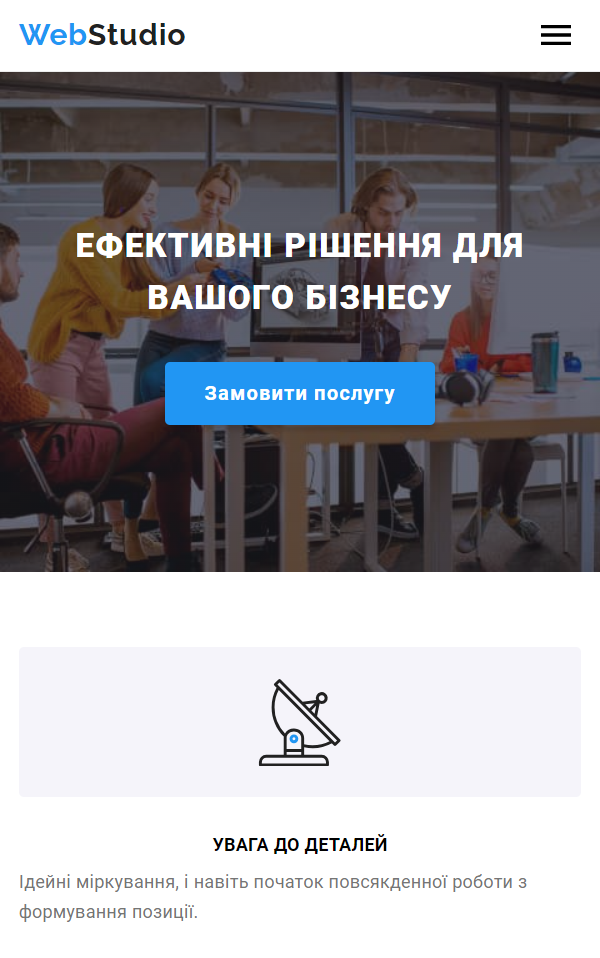 WebStudio
ЕФЕКТИВНІ РІШЕННЯ ДЛЯ
ВАШОГО БІЗНЕСУ
Замовити послугу
УВАГА ДО ДЕТАЛЕЙ
Ідейні міркування, і навіть початок повсякденної роботи з
формування позиції.